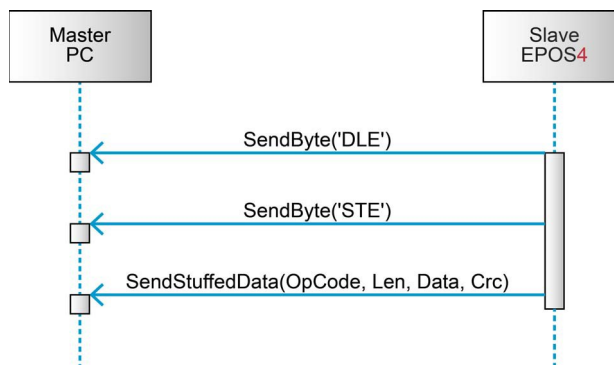 Master
PC
Slave
EPOS4
SendByte('DLE')
SendByte('STE')
SendStuffedData(OpCode, Len, Data, Crc)